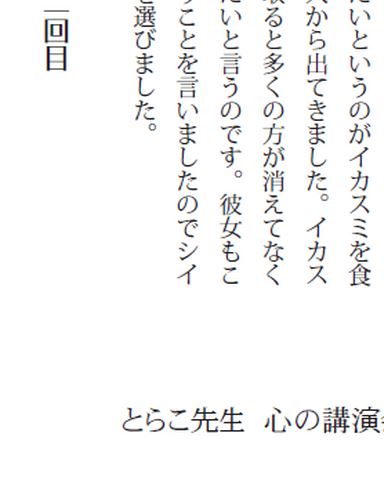 たいというのがイカスミを食
から出てきました。イカス
ると多くの方が消えてなく
たいと言うのです。彼女もこ
ことを言いましたのでシイ
を選びました。
回目
とらこ先生 心の講演